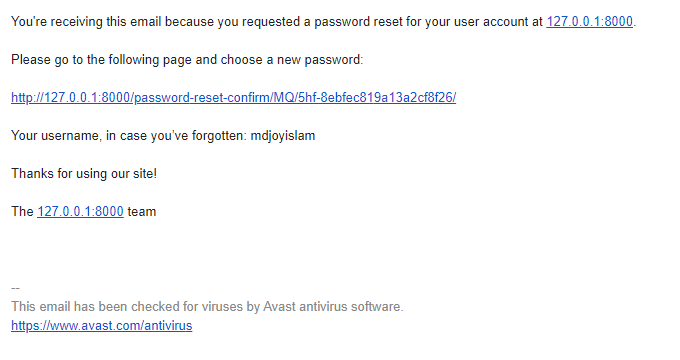 You're receiving this email because you requested a password reset for your user account at 127.0.0.1:8000.
Please go to the following page and choose a new password:
http://127.0.0.1:8000/password-reset-confirm/MQ/5hf-8ebfec819a13a2cf8f26/
Your username, in case you've forgotten: mdjoyislam
Thanks for using our site!
The 127.0.0.1:8000 team
--
This email has been checked for viruses by Avast antivirus software.
https://www.avast.com/antivirus